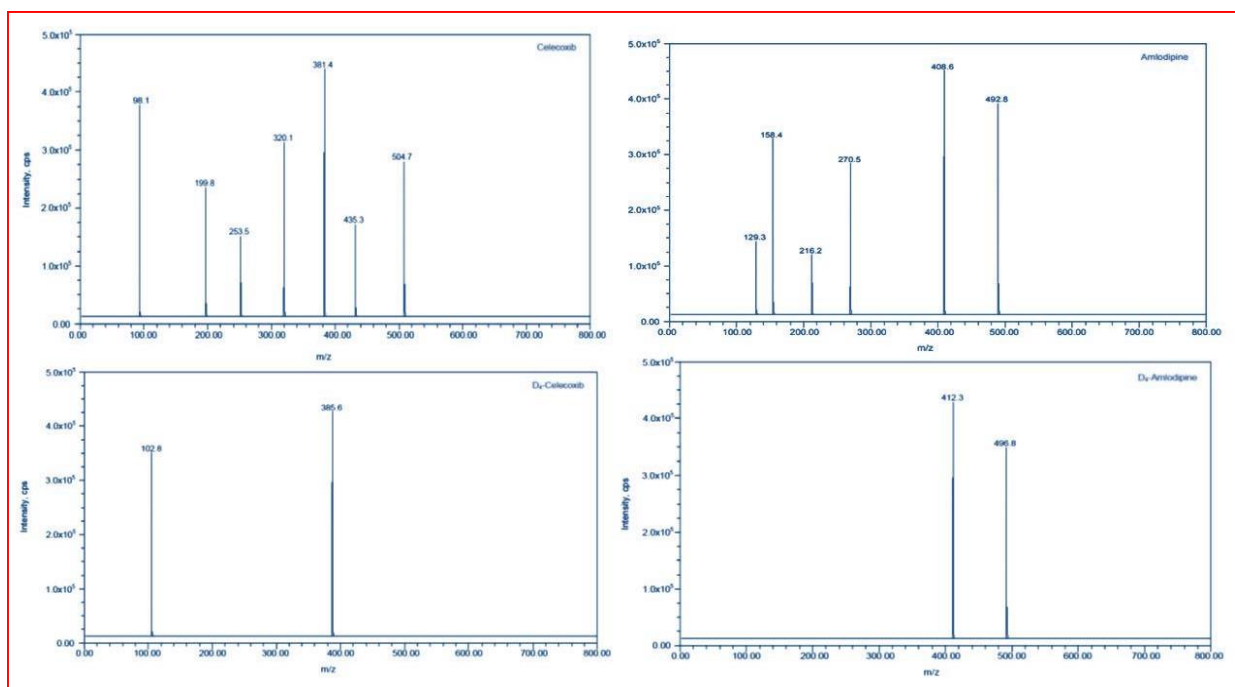 Celecoxib
Intensity, cps
5.0x10⁵
4.0x10⁵
3.0x10⁵
2.0x10⁵
1.0x10⁵
0.00
98.1
199.8
253.5
320.1
381.4
435.3
504.7
0.00 100.00 200.00 300.00 400.00 500.00 600.00 700.00 800.00
m/z
Amlodipine
Intensity, cps
5.0x10⁵
4.0x10⁵
3.0x10⁵
2.0x10⁵
1.0x10⁵
0.00
129.3
158.4
216.2
270.5
408.6
492.8
0.00 100.00 200.00 300.00 400.00 500.00 600.00 700.00 800.00
m/z
D₄-Celecoxib
Intensity, cps
5.0x10⁵
4.0x10⁵
3.0x10⁵
2.0x10⁵
1.0x10⁵
0.00
102.8
385.6
0.00 100.00 200.00 300.00 400.00 500.00 600.00 700.00 800.00
m/z
D₄-Amlodipine
Intensity, cps
5.0x10⁵
4.0x10⁵
3.0x10⁵
2.0x10⁵
1.0x10⁵
0.00
412.3
496.8
0.00 100.00 200.00 300.00 400.00 500.00 600.00 700.00 800.00
m/z